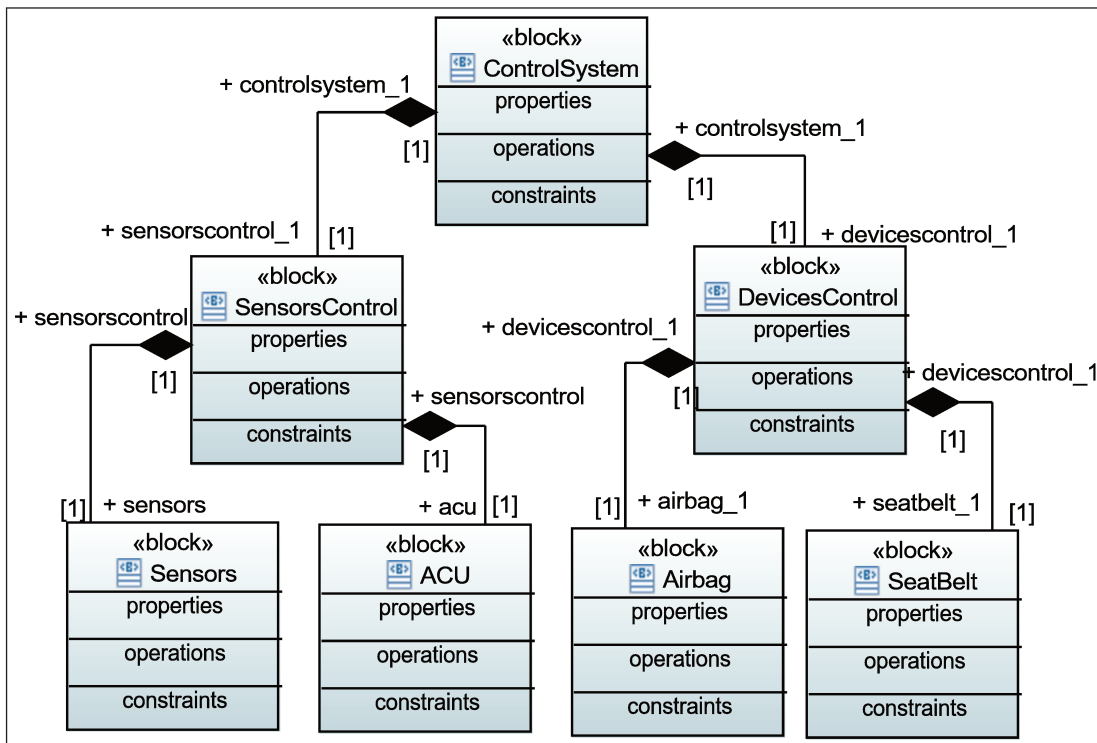 «block»
ControlSystem
properties
operations
constraints
+ controlsystem_1
[1]
+ controlsystem_1
[1]
+ sensorscontrol_1
[1]
[1]
+ devicescontrol_1
«block»
SensorsControl
properties
operations
constraints
«block»
DevicesControl
properties
operations
constraints
+ sensorscontrol
[1]
+ sensorscontrol
[1]
+ devicescontrol_1
[1]
+ devicescontrol_1
[1]
[1]
+ sensors
+ acu
[1]
[1]
+ airbag_1
+ seatbelt_1
[1]
«block»
Sensors
properties
operations
constraints
«block»
ACU
properties
operations
constraints
«block»
Airbag
properties
operations
constraints
«block»
SeatBelt
properties
operations
constraints